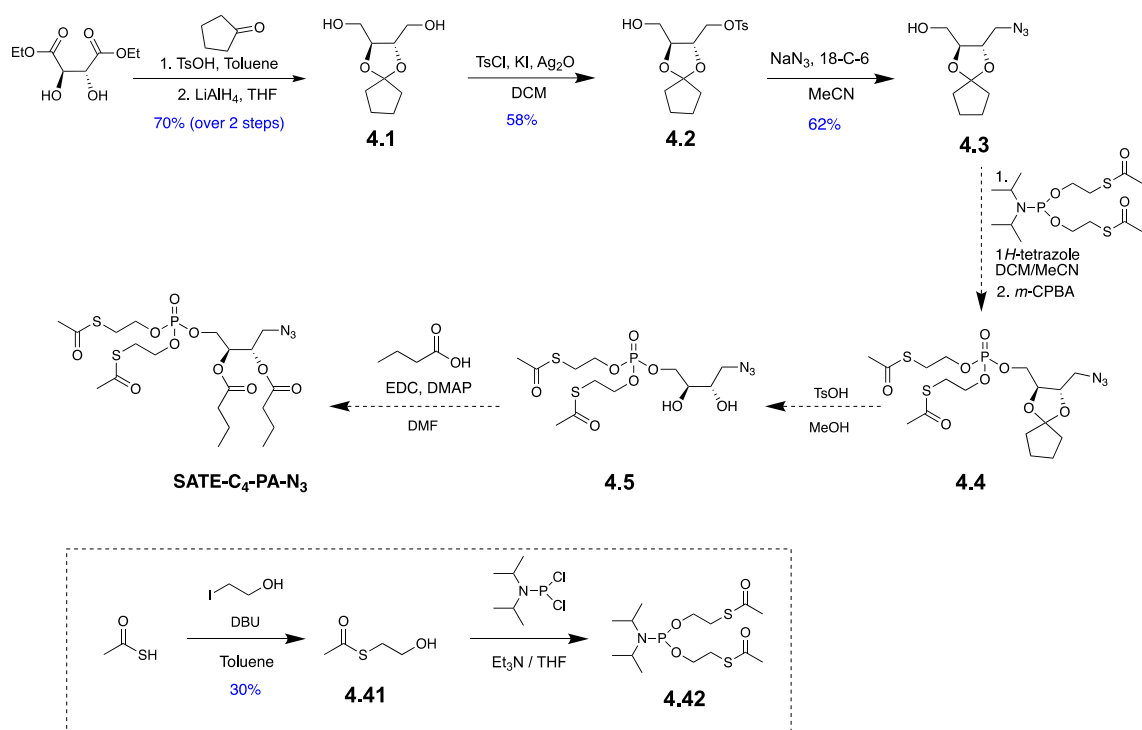 O
O
EtO
OEt
HO
OH
O
1. TsOH, Toluene
2. LiAlH4, THF
70% (over 2 steps)
HO
OH
O
O
4.1
TsCl, KI, Ag2O
DCM
58%
HO
OTs
O
O
4.2
NaN3, 18-C-6
MeCN
62%
HO
N3
O
O
4.3
1.
N
P
O
O
S
O
S
O
1H-tetrazole
DCM/MeCN
2. m-CPBA
O
S
O
P
O
O
S
O
N3
O
O
4.4
TsOH
MeOH
O
S
O
P
O
O
S
O
N3
OH
OH
4.5
O
OH
EDC, DMAP
DMF
O
S
O
P
O
O
S
O
N3
O
O
O
O
SATE-C4-PA-N3
O
SH
I
OH
DBU
Toluene
30%
O
S
OH
4.41
N
P
Cl
Cl
Et3N / THF
N
P
O
O
S
O
S
O
4.42